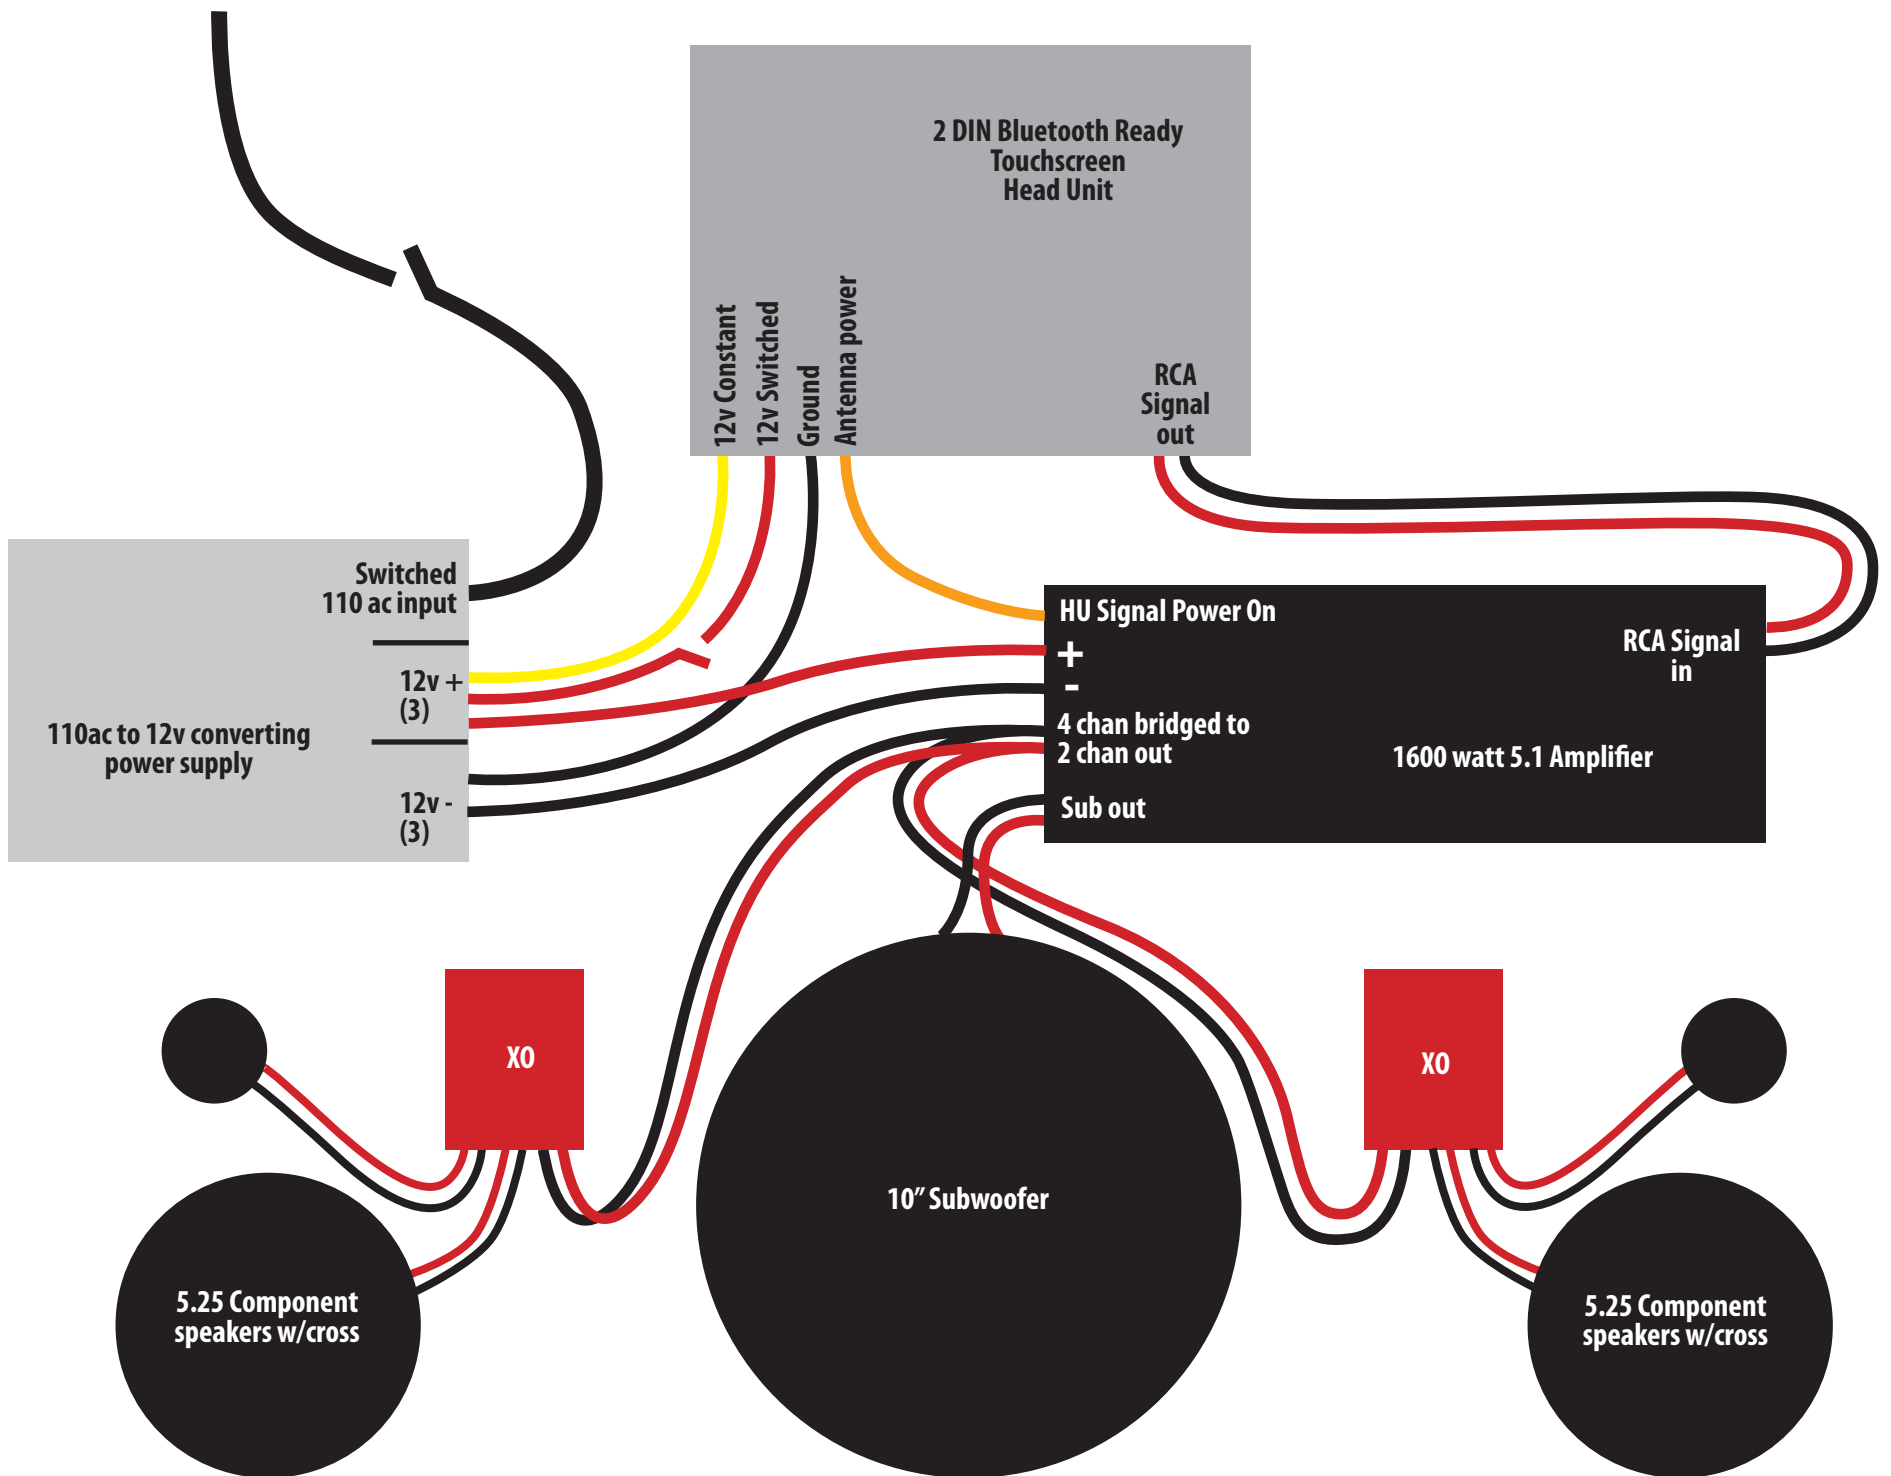 2 DIN Bluetooth Ready
Touchscreen
Head Unit
12v Constant
12v Switched
Ground
Antenna power
RCA
Signal
out
Switched
110 ac input
12v +
(3)
110ac to 12v converting
power supply
12v -
(3)
HU Signal Power On
+
-
4 chan bridged to
2 chan out
Sub out
RCA Signal
in
1600 watt 5.1 Amplifier
XO
XO
10” Subwoofer
5.25 Component
speakers w/cross
5.25 Component
speakers w/cross